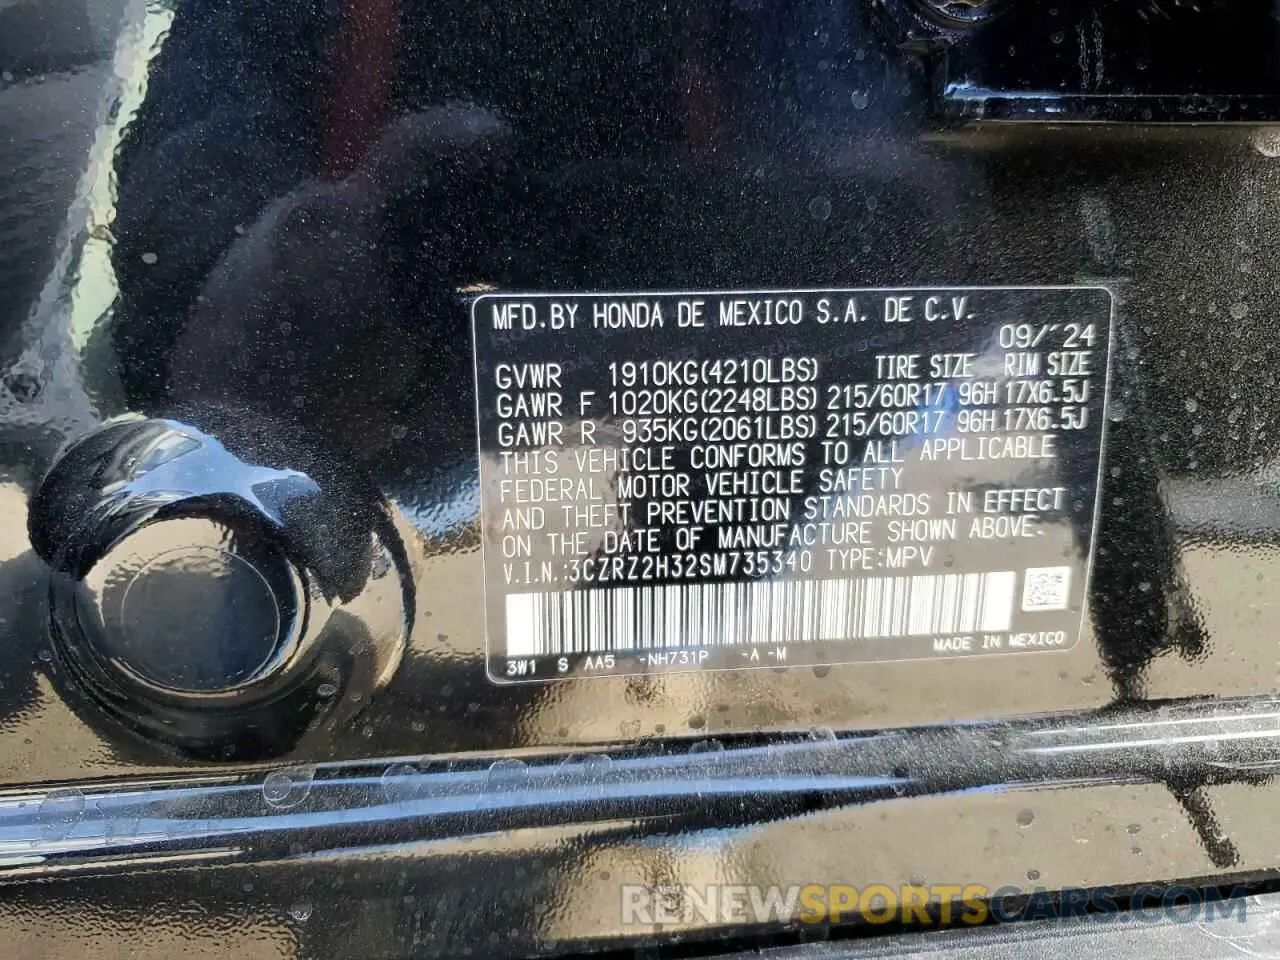 MFD.BY HONDA DE MEXICO S.A. DE C.V.
09/'24
GVWR 1910KG(4210LBS) TIRE SIZE RIM SIZE
GAWR F 1020KG(2248LBS) 215/60R17 96H 17X6.5J
GAWR R 935KG(2061LBS) 215/60R17 96H 17X6.5J
THIS VEHICLE CONFORMS TO ALL APPLICABLE
FEDERAL MOTOR VEHICLE SAFETY
AND THEFT PREVENTION STANDARDS IN EFFECT
ON THE DATE OF MANUFACTURE SHOWN ABOVE.
V.I.N.:3CZRZ2H32SM735340 TYPE:MPV
3W1 S AA5 -NH731P -A -M MADE IN MEXICO
RENEWSPORTSCARS.COM